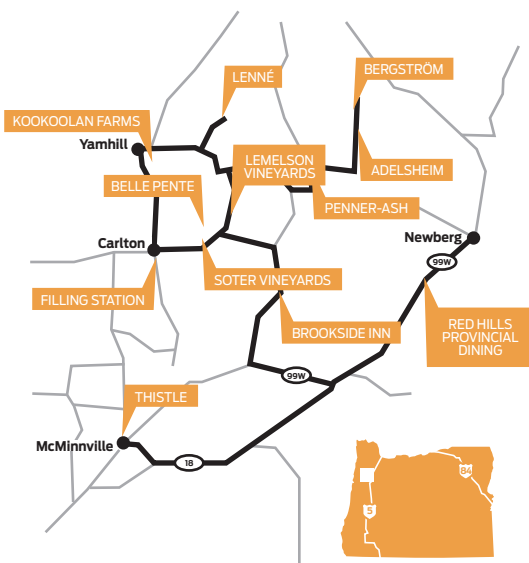 BERGSTRÖM
LENNÉ
KOOKOOLAN FARMS
Yamhill
LEMELSON
VINEYARDS
ADELSHEIM
BELLE PENTE
PENNER-ASH
Carlton
Newberg
99W
SOTER VINEYARDS
FILLING STATION
BROOKSIDE INN
RED HILLS
PROVINCIAL
DINING
99W
THISTLE
McMinnville
18
84
5